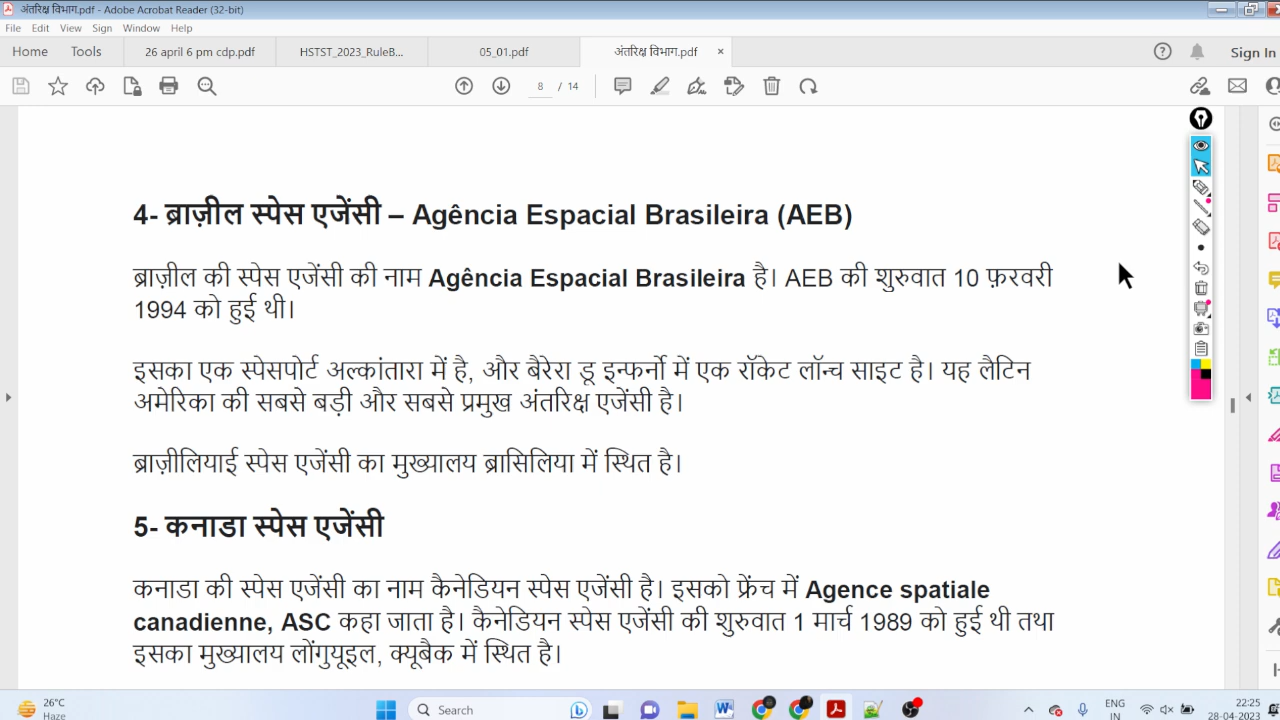 अंतरिक्ष विभाग.pdf - Adobe Acrobat Reader (32-bit)
File Edit View Sign Window Help
Home Tools 26 april 6 pm cdp.pdf HSTST_2023_RuleB... 05_01.pdf अंतरिक्ष विभाग.pdf × Sign In
8 / 14
4- ब्राज़ील स्पेस एजेंसी – Agência Espacial Brasileira (AEB)
ब्राज़ील की स्पेस एजेंसी की नाम Agência Espacial Brasileira है। AEB की शुरुवात 10 फ़रवरी
1994 को हुई थी।
इसका एक स्पेसपोर्ट अल्कांतारा में है, और बैरेरा डू इन्फर्नो में एक रॉकेट लॉन्च साइट है। यह लैटिन
अमेरिका की सबसे बड़ी और सबसे प्रमुख अंतरिक्ष एजेंसी है।
ब्राज़ीलियाई स्पेस एजेंसी का मुख्यालय ब्रासिलिया में स्थित है।
5- कनाडा स्पेस एजेंसी
कनाडा की स्पेस एजेंसी का नाम कैनेडियन स्पेस एजेंसी है। इसको फ्रेंच में Agence spatiale
canadienne, ASC कहा जाता है। कैनेडियन स्पेस एजेंसी की शुरुवात 1 मार्च 1989 को हुई थी तथा
इसका मुख्यालय लोंगुयूइल, क्यूबैक में स्थित है।
26°C
Haze
Search
ENG
IN
22:25
28-04-2023